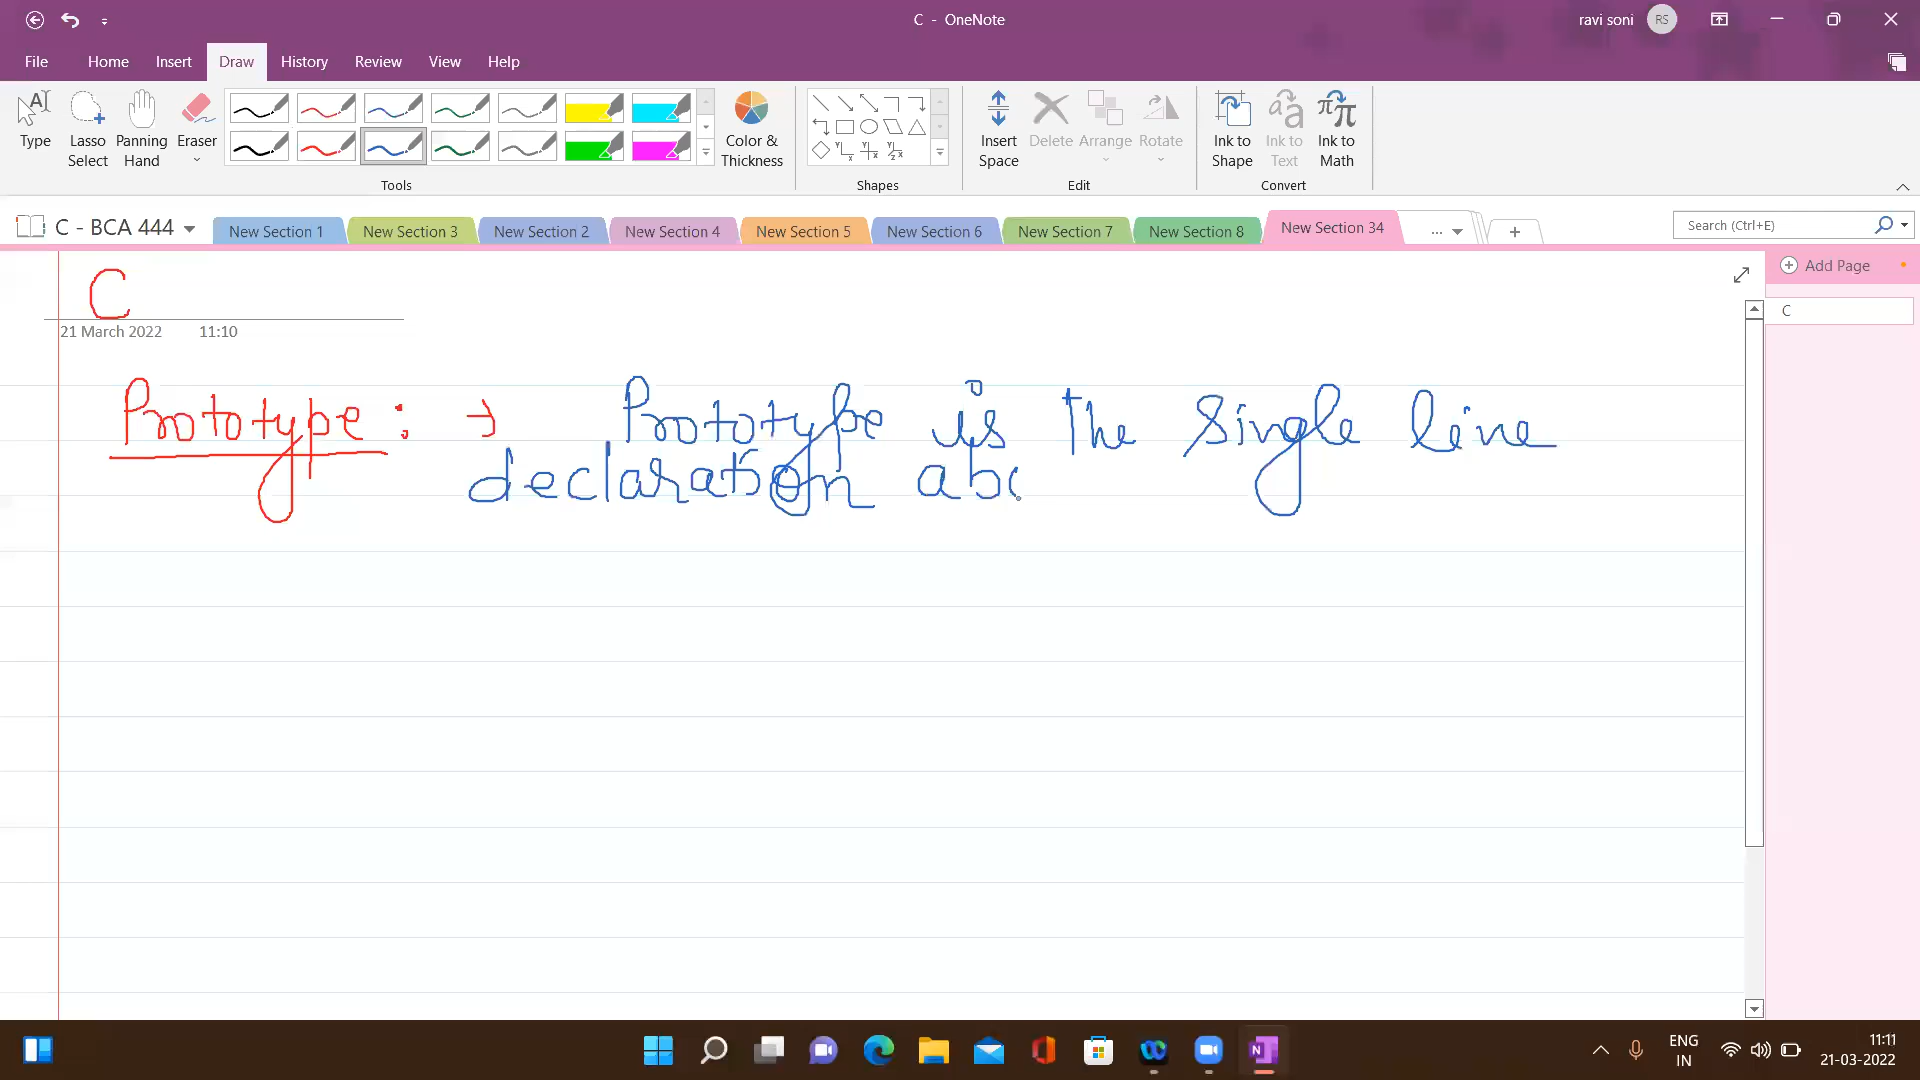 C - OneNote
ravi soni RS
File Home Insert Draw History Review View Help
Type
Lasso Select
Panning Hand
Eraser
Color & Thickness
Insert Space
Delete
Arrange
Rotate
Ink to Shape
Ink to Text
Ink to Math
Tools Shapes Edit Convert
C - BCA 444 New Section 1 New Section 3 New Section 2 New Section 4 New Section 5 New Section 6 New Section 7 New Section 8 New Section 34 ... + Search (Ctrl+E)
Add Page
C
C
21 March 2022 11:10
Prototype : → Prototype is the single line
declaration abo
ENG
IN
11:11
21-03-2022